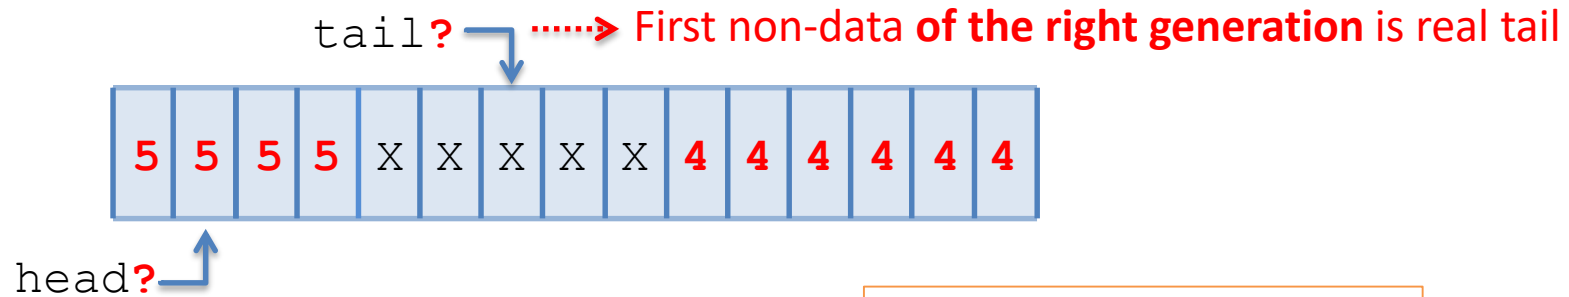 tail? First non-data of the right generation is real tail
5 5 5 5 X X X X X 4 4 4 4 4 4
head?